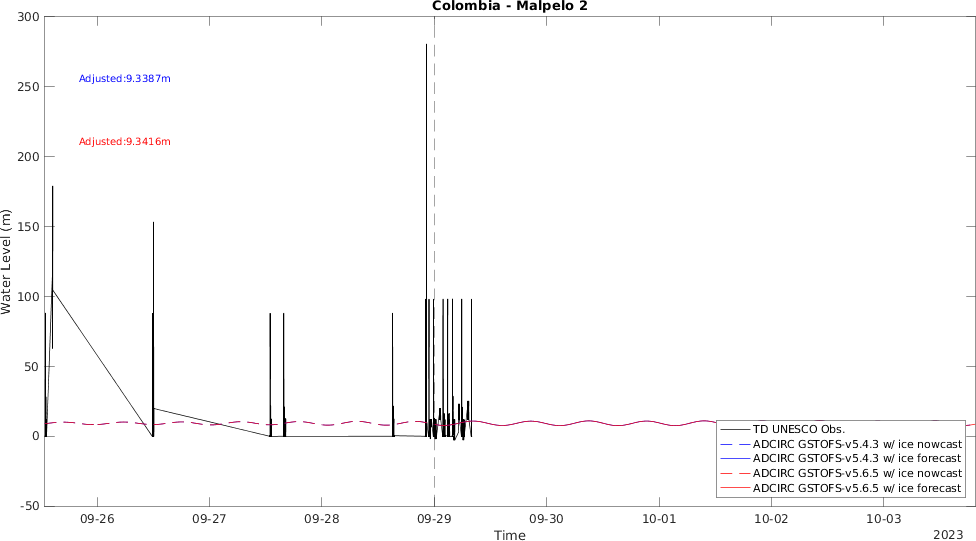 Colombia - Malpelo 2
300
250
200
150
100
50
0
-50
Water Level (m)
Adjusted:9.3387m
Adjusted:9.3416m
TD UNESCO Obs.
ADCIRC GSTOFS-v5.4.3 w/ ice nowcast
ADCIRC GSTOFS-v5.4.3 w/ ice forecast
ADCIRC GSTOFS-v5.6.5 w/ ice nowcast
ADCIRC GSTOFS-v5.6.5 w/ ice forecast
09-26 09-27 09-28 09-29 09-30 10-01 10-02 10-03
Time
2023